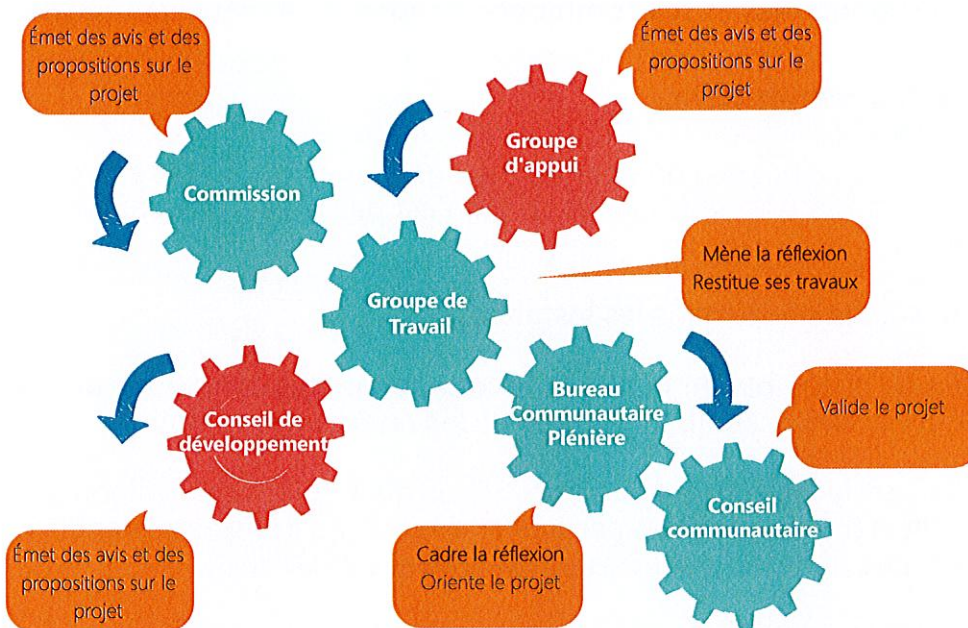 Émet des avis et des
propositions sur le
projet
Commission
Groupe
d'appui
Émet des avis et des
propositions sur le
projet
Groupe de
Travail
Mène la réflexion
Restitue ses travaux
Conseil de
développement
Émet des avis et des
propositions sur le
projet
Bureau
Communautaire
Plénière
Cadre la réflexion
Oriente le projet
Valide le projet
Conseil
communautaire